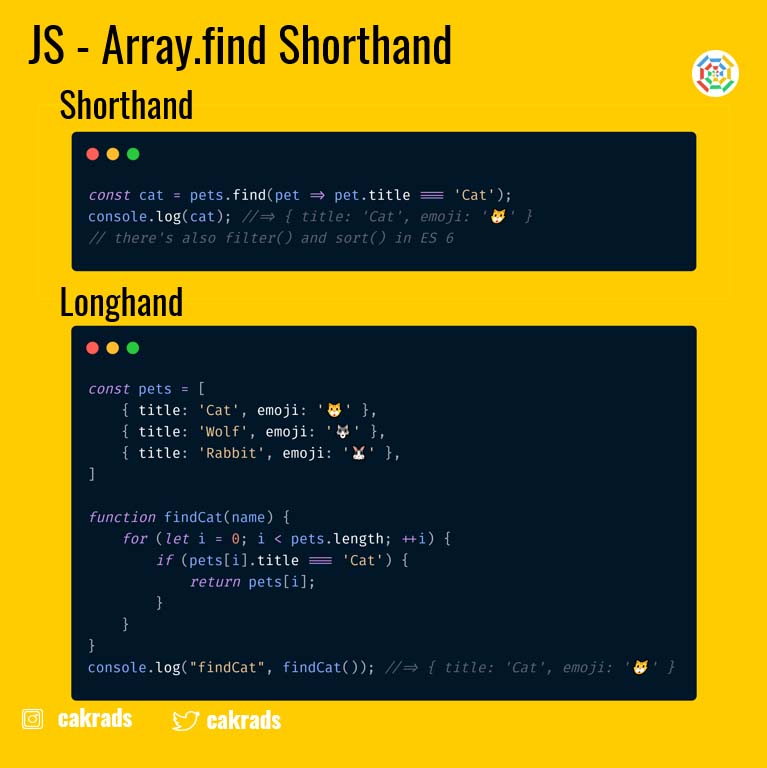 JS - Array.find Shorthand
Shorthand
const cat = pets.find(pet => pet.title === 'Cat');
console.log(cat); //=> { title: 'Cat', emoji: '🐱' }
// there's also filter() and sort() in ES 6
Longhand
const pets = [
    { title: 'Cat', emoji: '🐱' },
    { title: 'Wolf', emoji: '🐺' },
    { title: 'Rabbit', emoji: '🐰' },
]
function findCat(name) {
    for (let i = 0; i < pets.length; ++i) {
        if (pets[i].title === 'Cat') {
            return pets[i];
        }
    }
}
console.log("findCat", findCat()); //=> { title: 'Cat', emoji: '🐱' }
cakrads cakrads